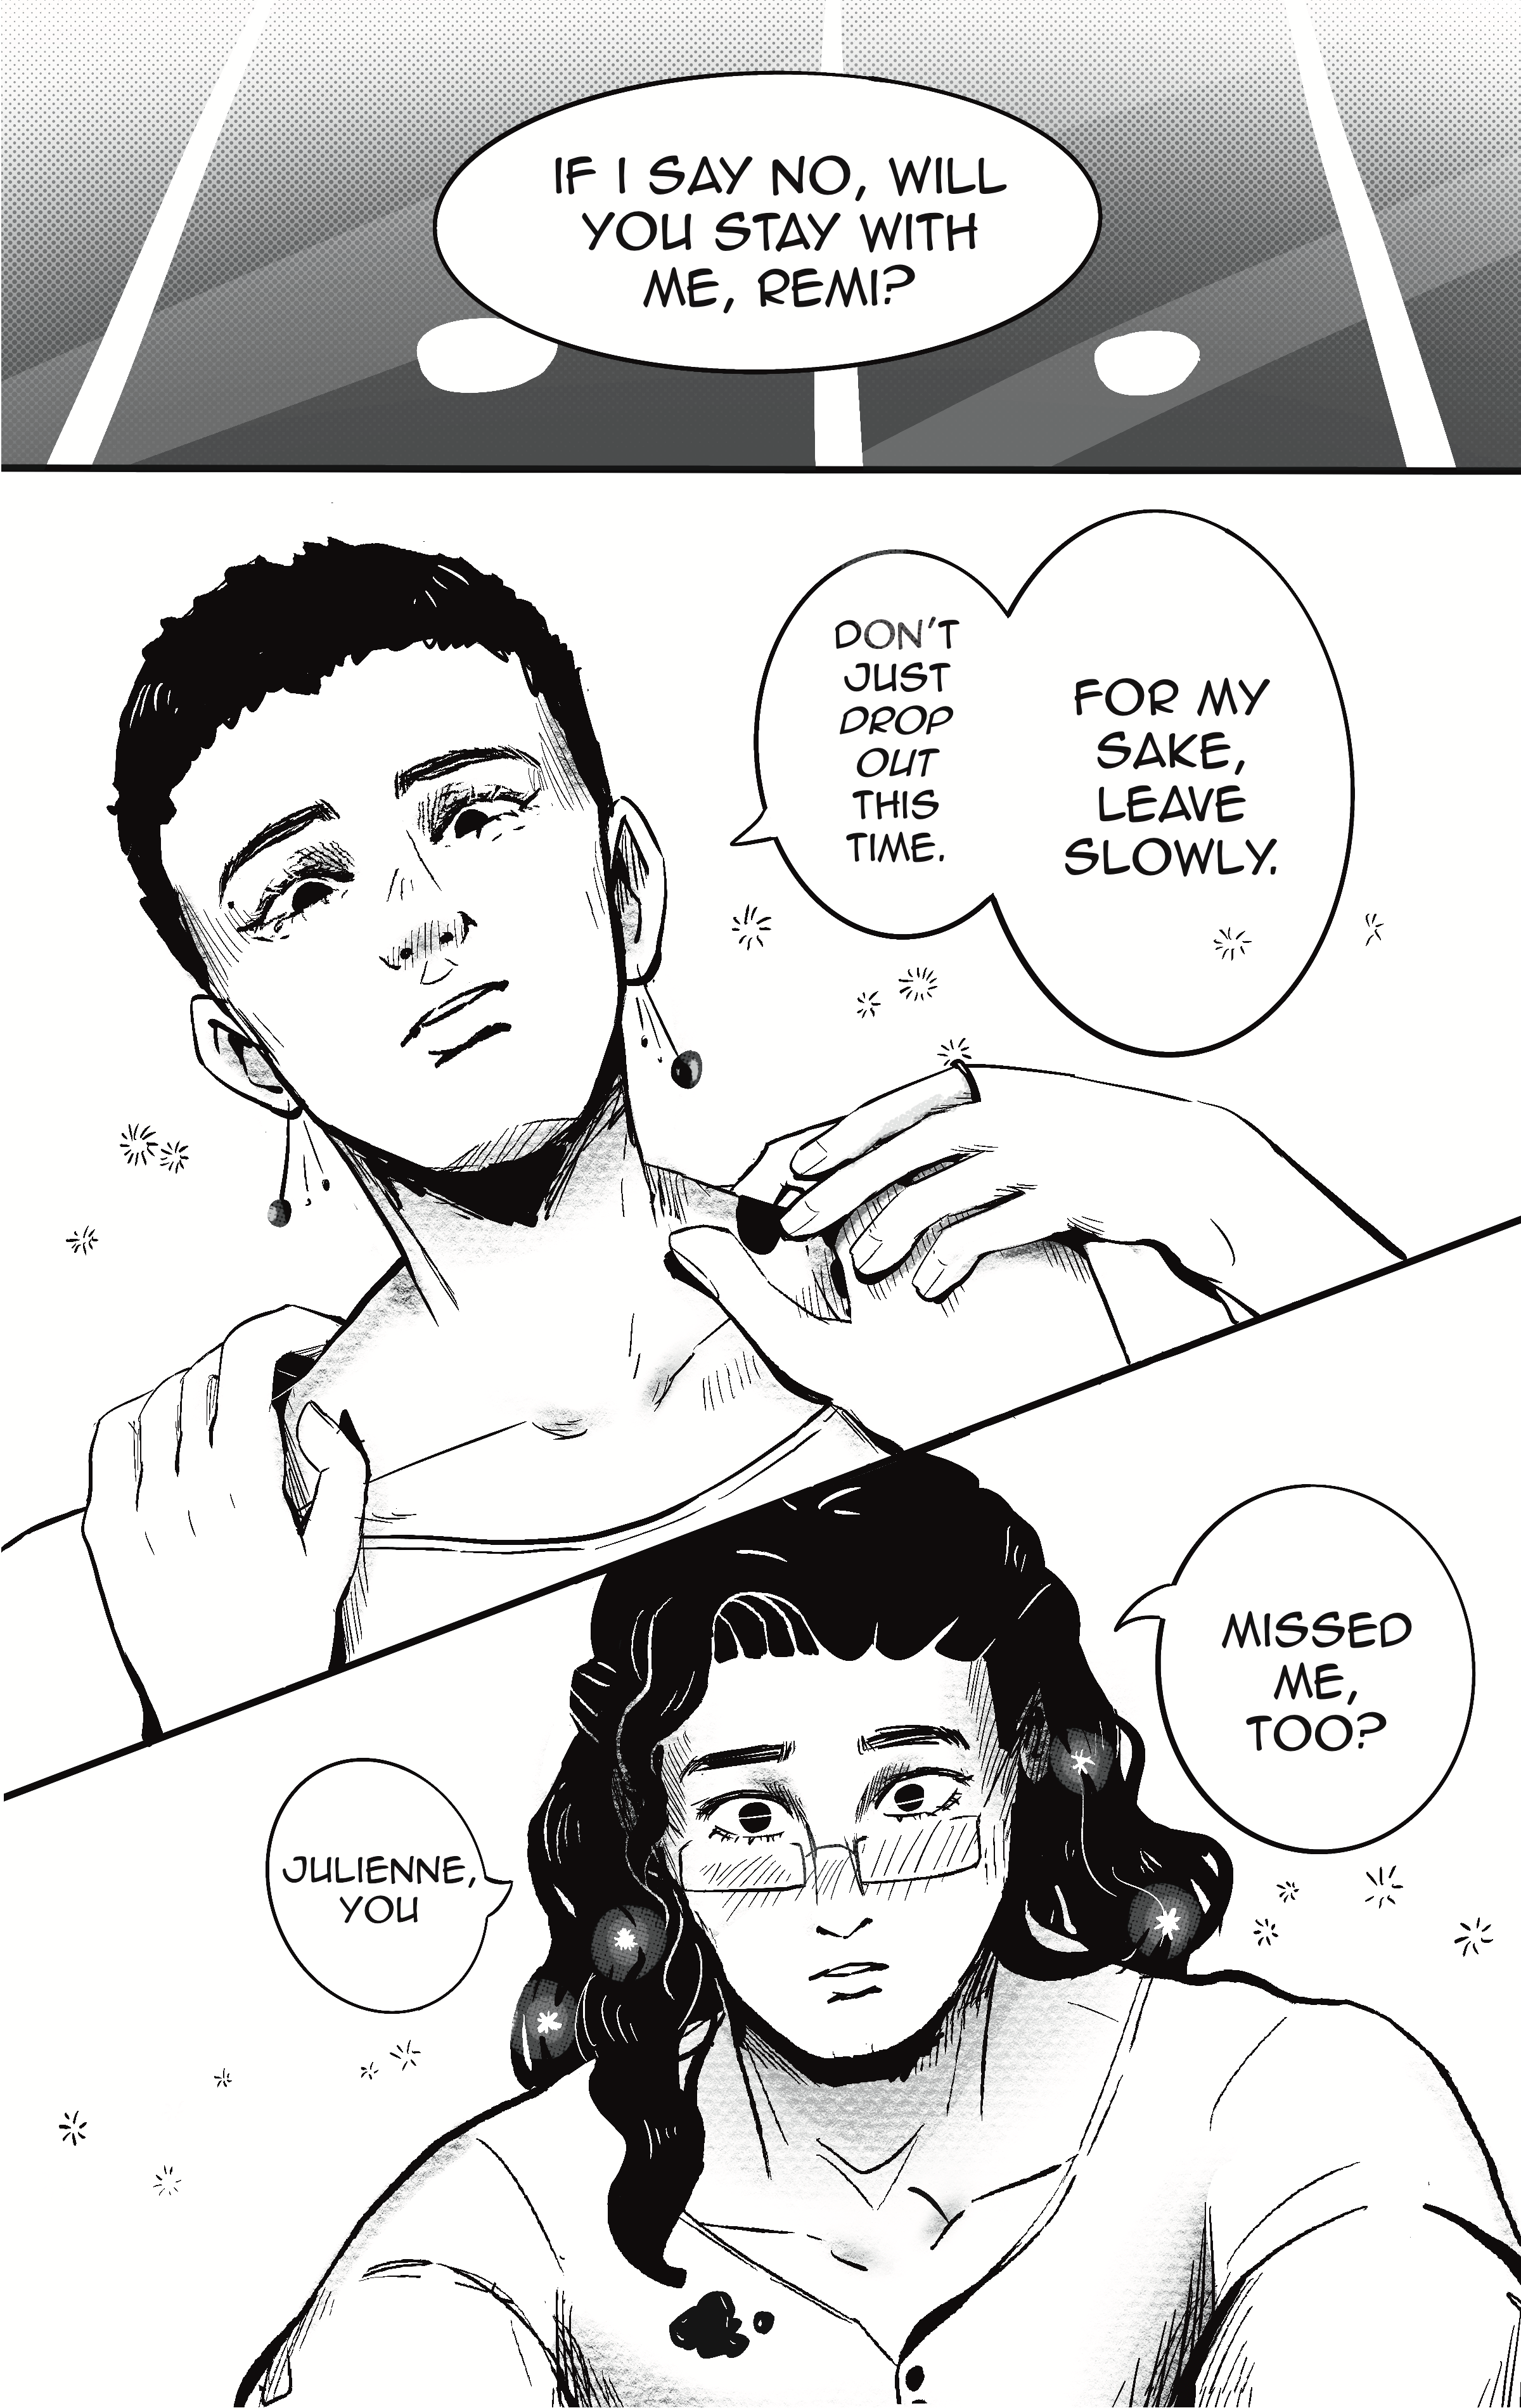 IF I SAY NO, WILL
YOU STAY WITH
ME, REMI?
DON'T
JUST
DROP
OUT
THIS
TIME.
FOR MY
SAKE,
LEAVE
SLOWLY.
JULIENNE,
YOU
MISSED
ME,
TOO?